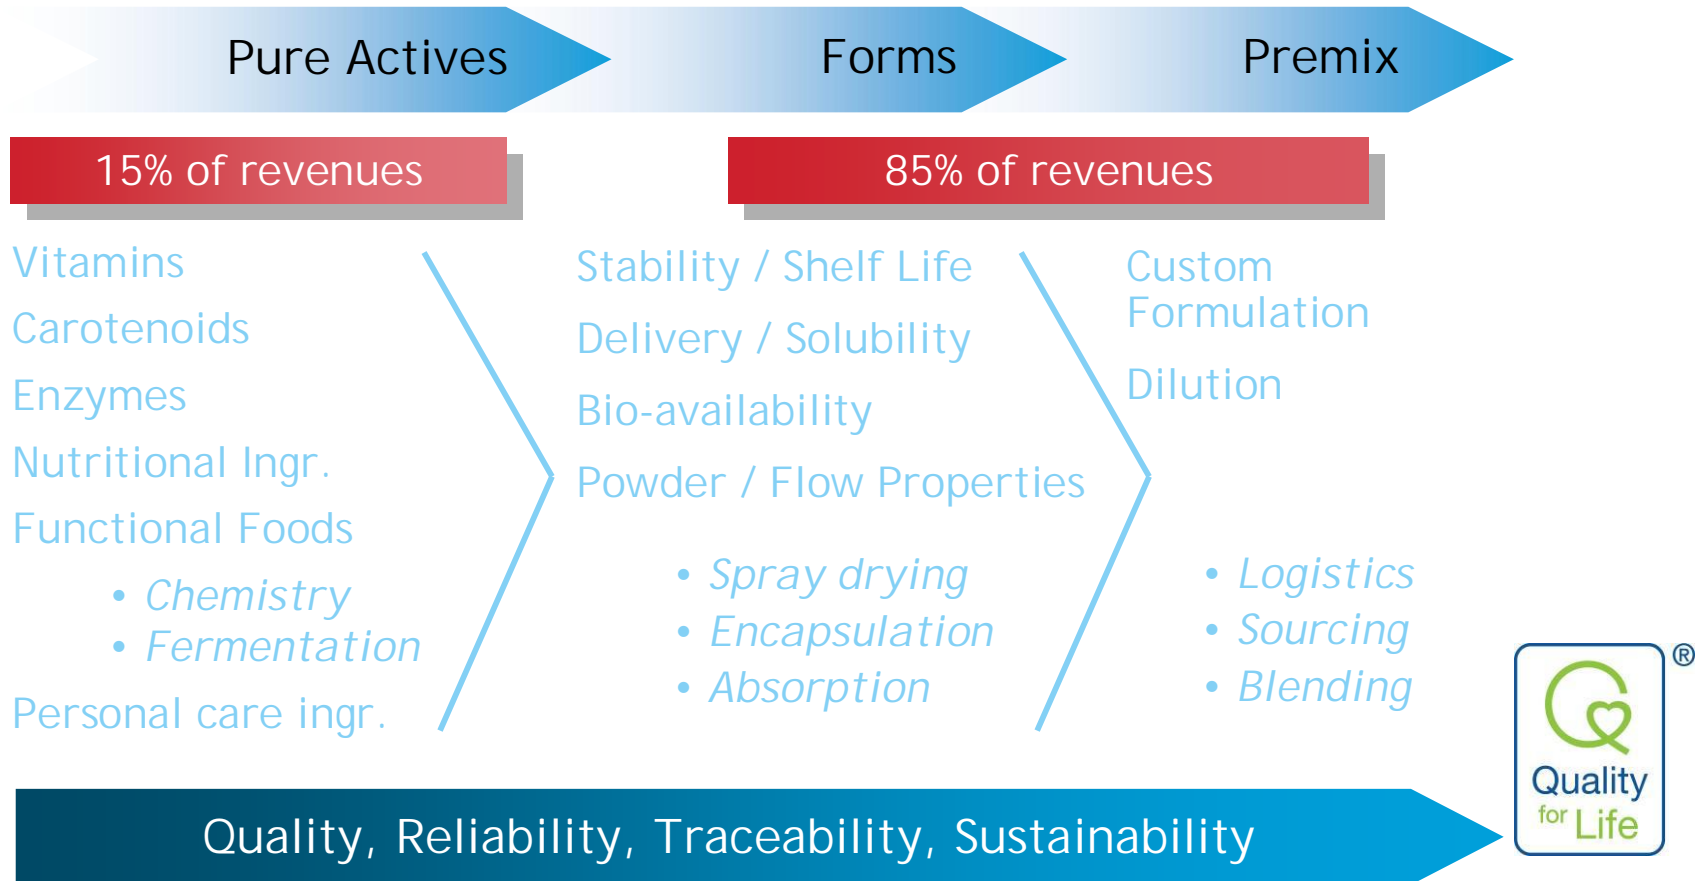 Pure Actives
Forms
Premix
15% of revenues
85% of revenues
Vitamins
Carotenoids
Enzymes
Nutritional Ingr.
Functional Foods
• Chemistry
• Fermentation
Personal care ingr.
Stability / Shelf Life
Delivery / Solubility
Bio-availability
Powder / Flow Properties
• Spray drying
• Encapsulation
• Absorption
Custom
Formulation
Dilution
• Logistics
• Sourcing
• Blending
®
Quality
for Life
Quality, Reliability, Traceability, Sustainability